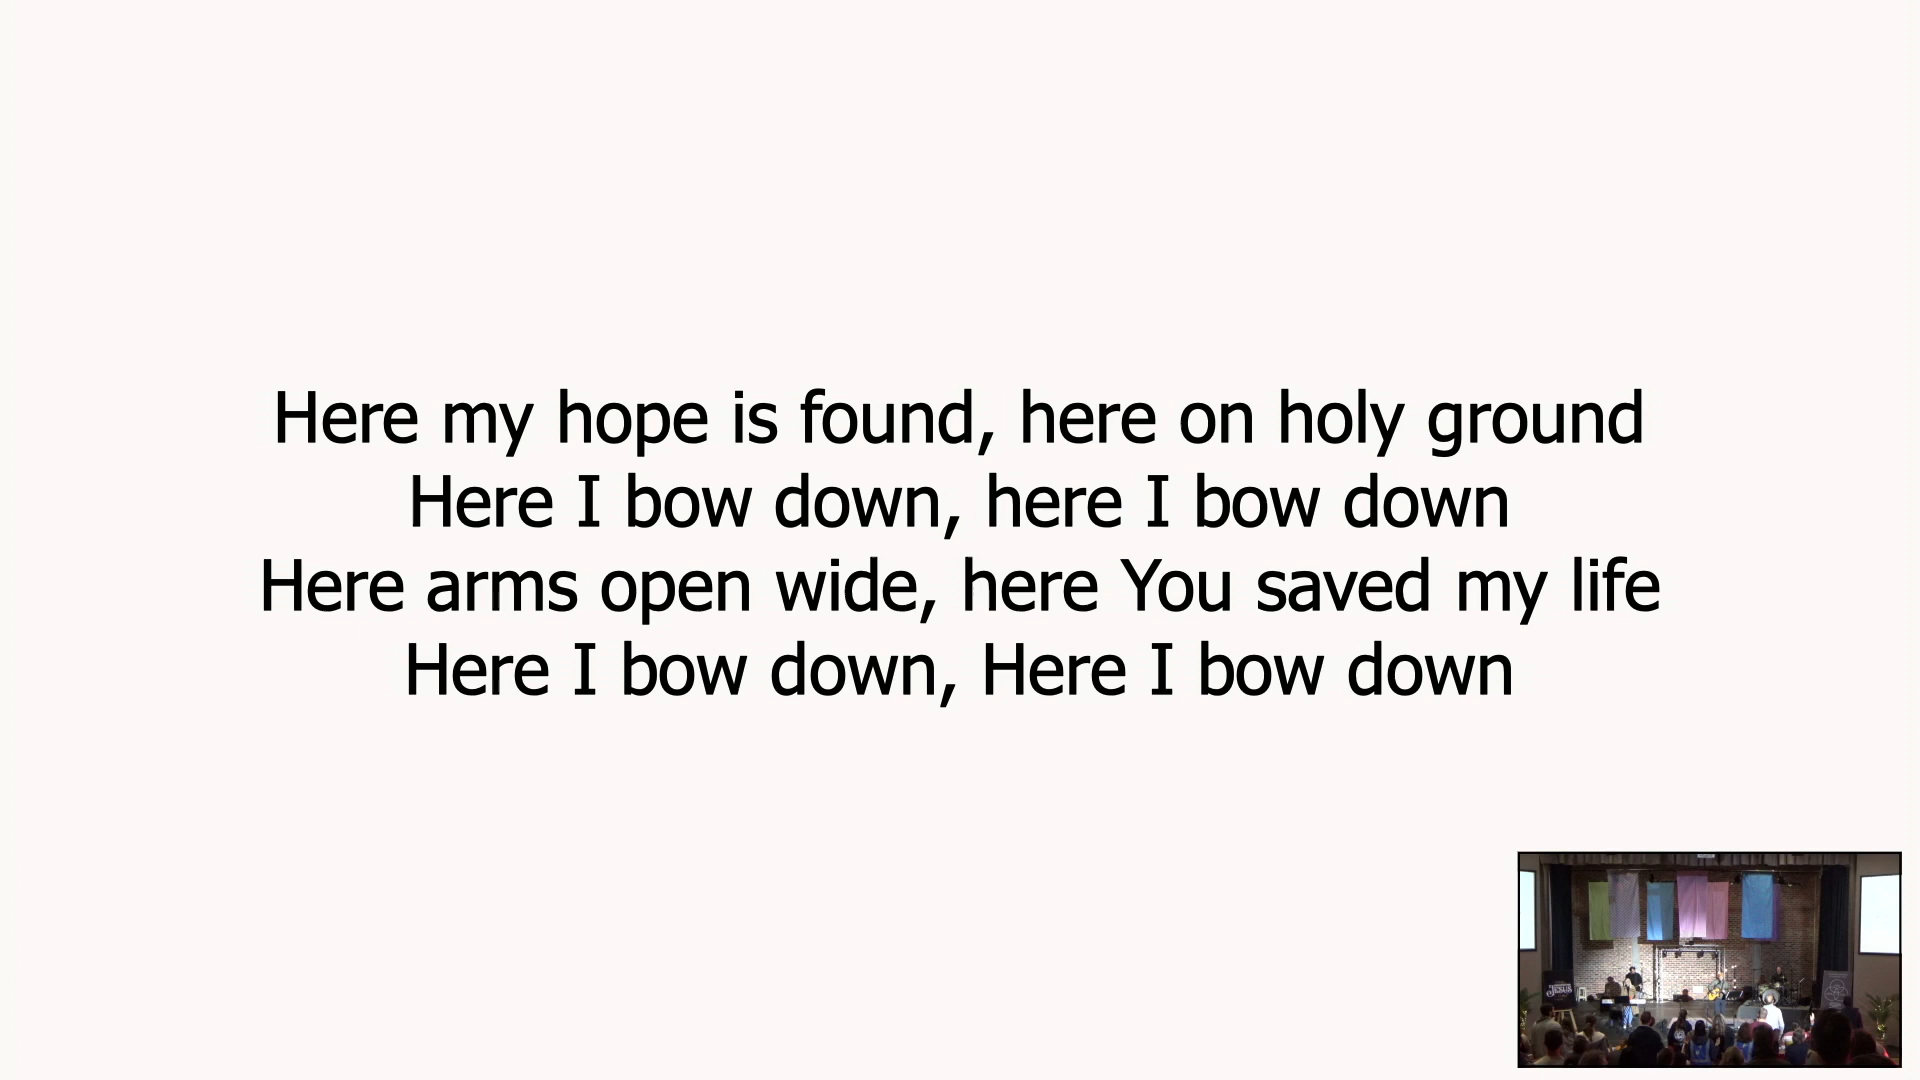 Here my hope is found, here on holy ground
Here I bow down, here I bow down
Here arms open wide, here You saved my life
Here I bow down, Here I bow down
JESUS